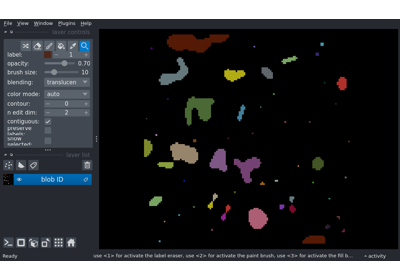 File View Window Plugins Help
layer controls
label: 1
opacity: 0.70
brush size: 10
blending: translucen
color mode: auto
contour: 0
n edit dim: 2
contiguous: ✓
preserve labels:
show selected:
layer list
blob ID
Ready
use <1> for activate the label eraser, use <2> for activate the paint brush, use <3> for activate the fill b...
activity